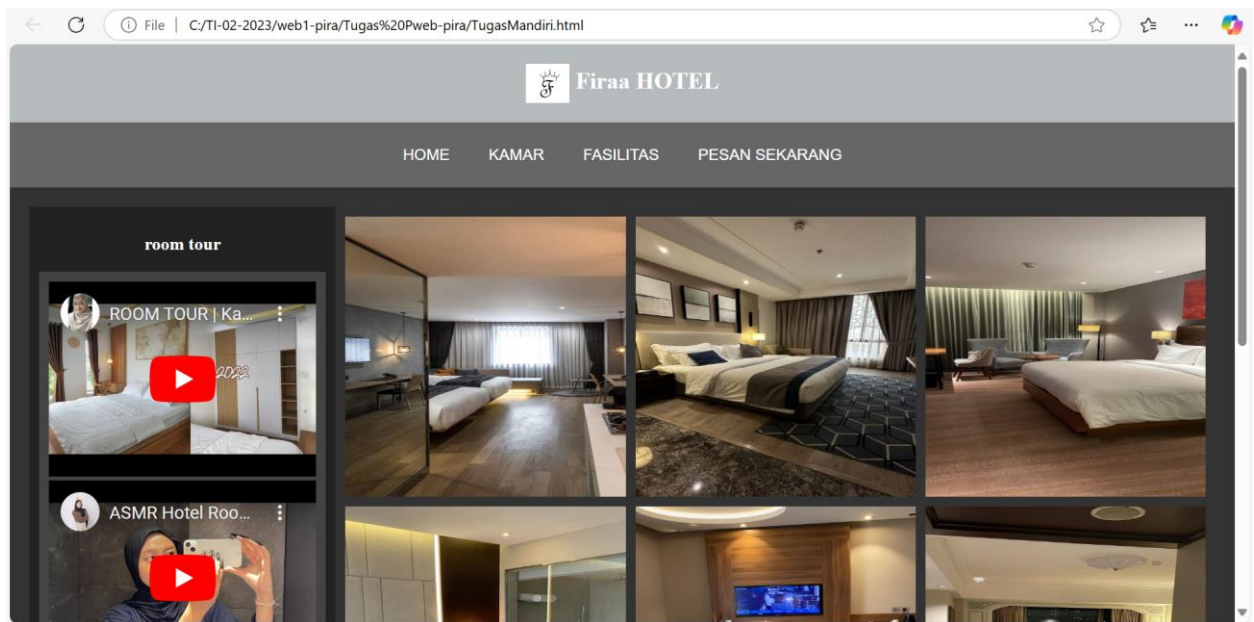 File | C:/TI-02-2023/web1-pira/Tugas%20Pweb-pira/TugasMandiri.html
F
Firaa HOTEL
HOME KAMAR FASILITAS PESAN SEKARANG
room tour
ROOM TOUR | Ka...
2022
ASMR Hotel Roo...